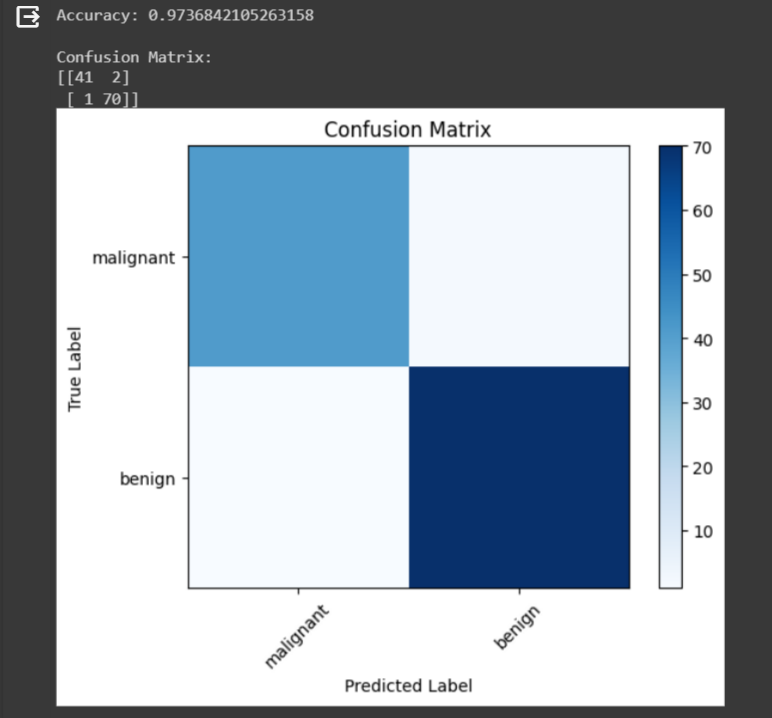 Accuracy: 0.9736842105263158
Confusion Matrix:
[[41  2]
 [ 1 70]]
Confusion Matrix
70
60
50
40
30
20
10
True Label
malignant
benign
malignant
benign
Predicted Label